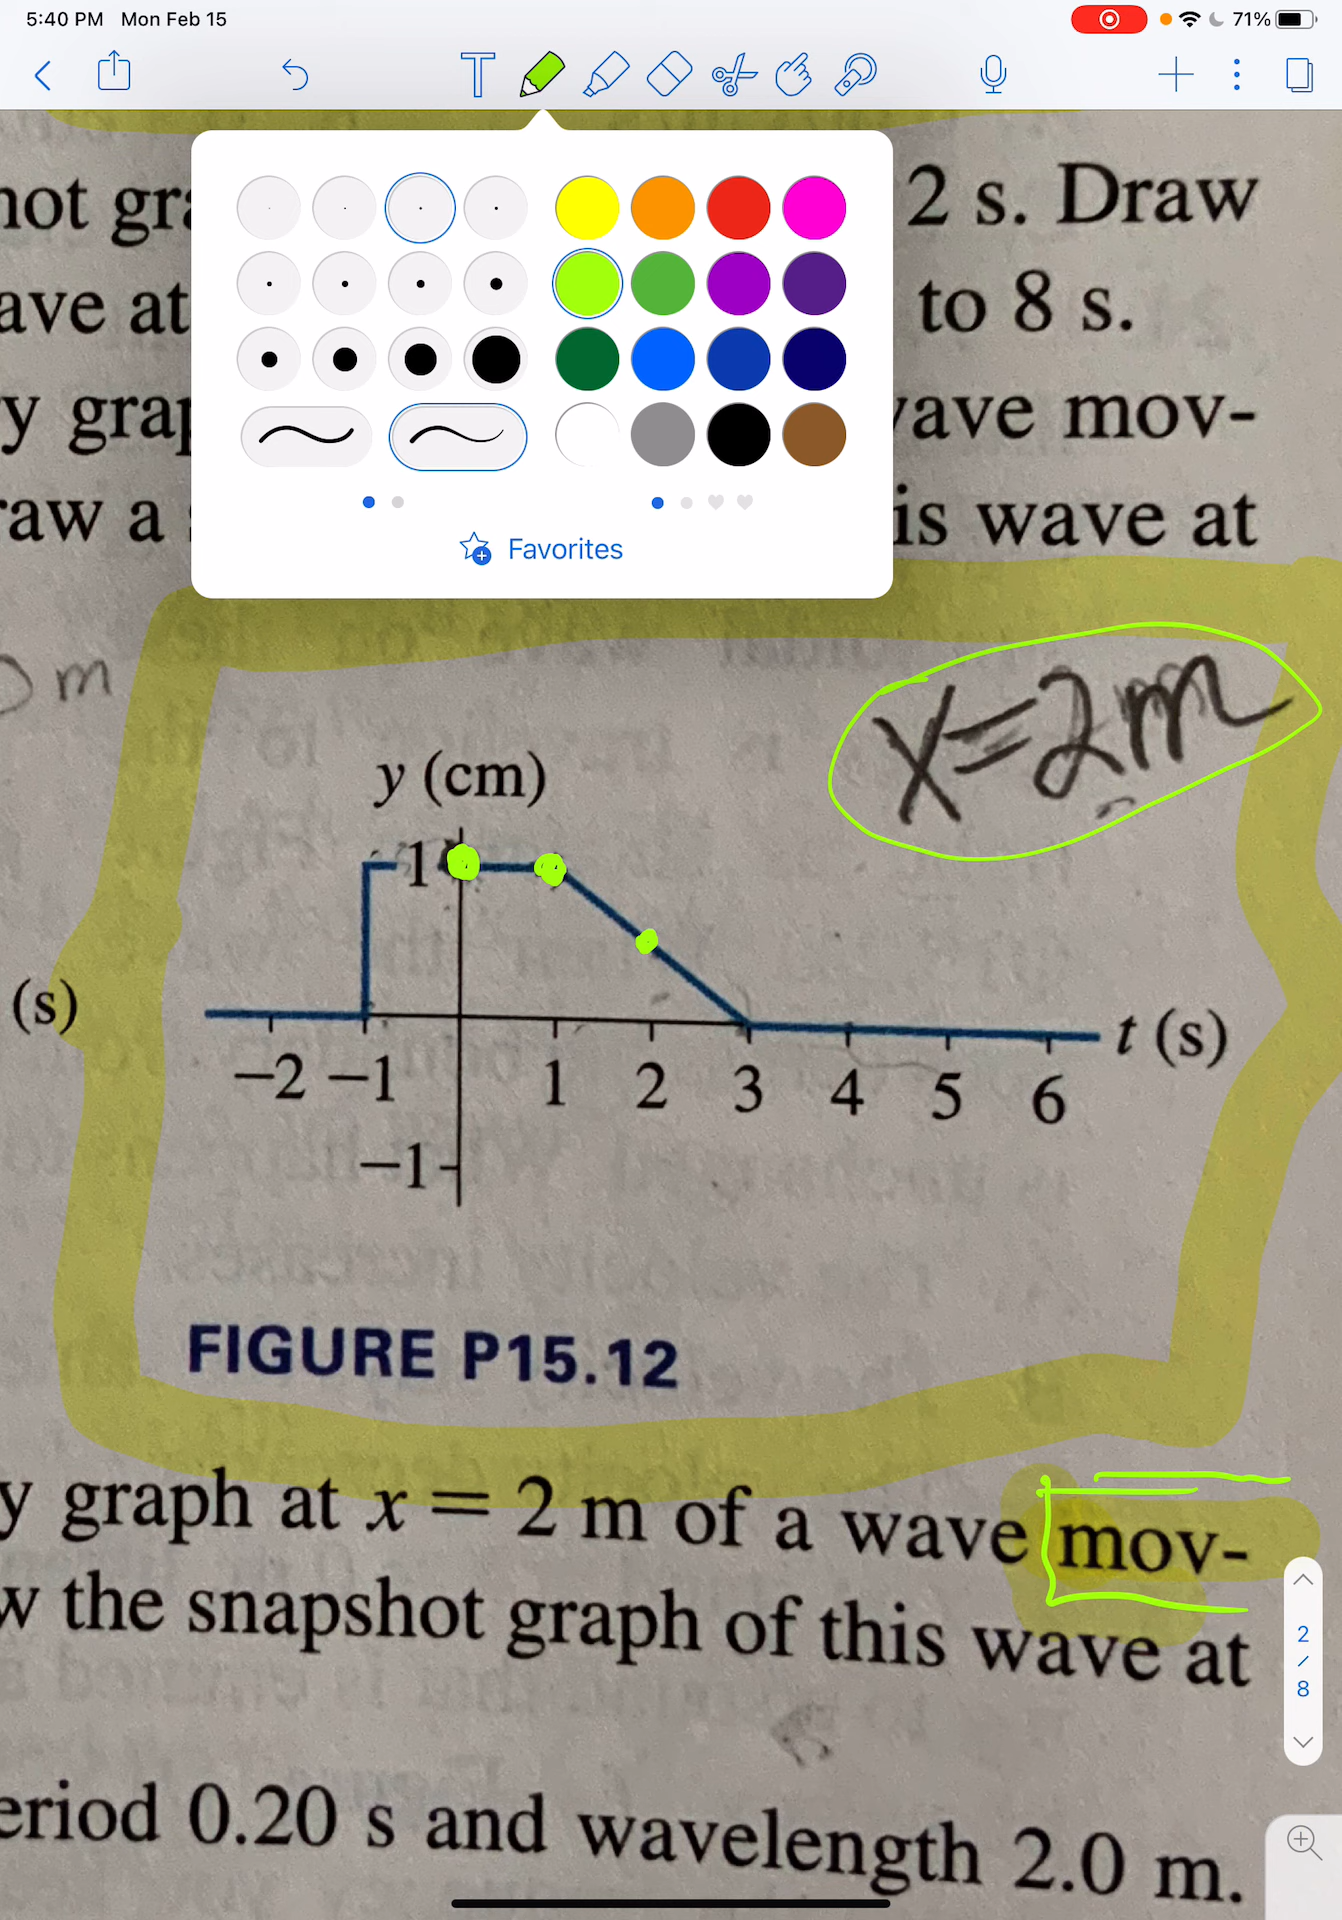 5:40 PM Mon Feb 15
71%
T
2 s. Draw
ave at
to 8 s.
y
ave mov-
raw a
is wave at
Favorites
m
x=2m
y (cm)
1
(s)
t (s)
-2 -1 1 2 3 4 5 6
-1
FIGURE P15.12
y graph at x = 2 m of a wave mov-
w the snapshot graph of this wave at
2
/
8
eriod 0.20 s and wavelength 2.0 m.